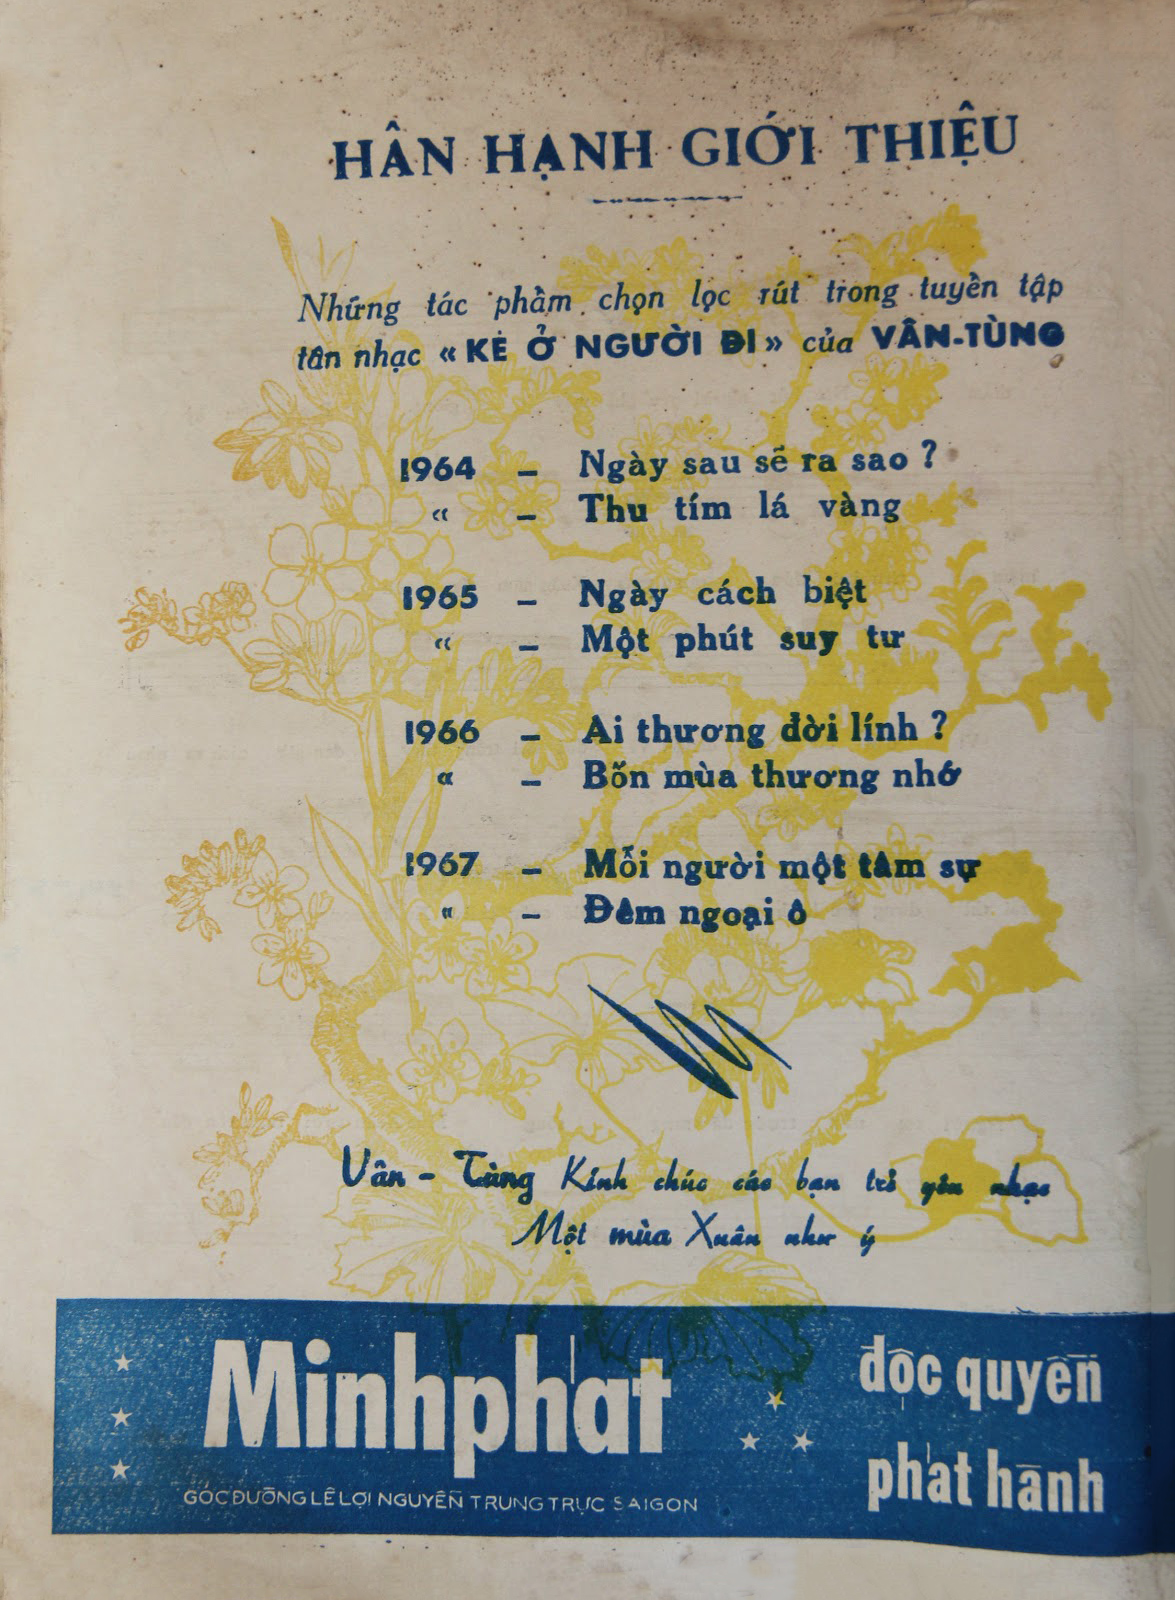 HÂN HẠNH GIỚI THIỆU
Những tác phẩm chọn lọc rút trong tuyển tập
tân nhạc « KẺ Ở NGƯỜI ĐI » của VÂN-TÙNG
1964 – Ngày sau sẽ ra sao ?
« – Thu tím lá vàng
1965 – Ngày cách biệt
« – Một phút suy tư
1966 – Ai thương đời lính ?
« – Bốn mùa thương nhớ
1967 – Mỗi người một tâm sự
« – Đêm ngoại ô
Vân - Tùng Kính chúc các bạn trẻ yêu nhạc
Một mùa Xuân như ý
Minhphát
độc quyền
phát hành
GÓC ĐƯỜNG LÊ LỢI NGUYỄN TRUNG TRỰC SAIGON